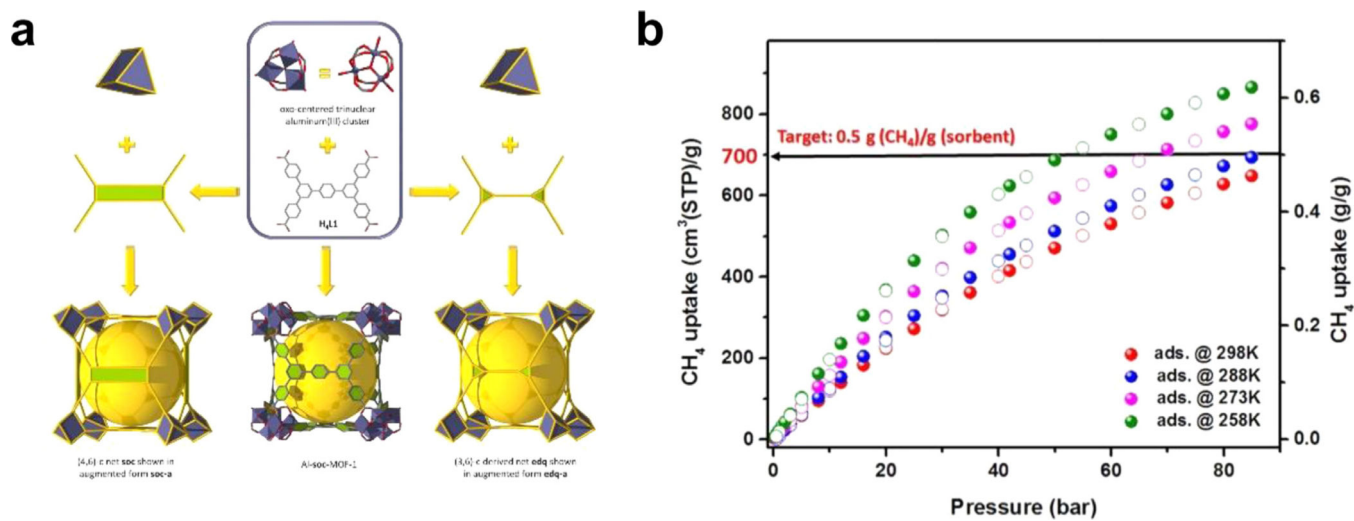 a
oxo-centered trinuclear
aluminum(III) cluster
H₄L1
(4,6)-c net soc shown in
augmented form soc-a
Al-soc-MOF-1
(3,6)-c derived net edq shown
in augmented form edq-a
b
CH₄ uptake (cm³(STP)/g)
800
700
600
400
200
0
Target: 0.5 g (CH₄)/g (sorbent)
ads. @ 298K
ads. @ 288K
ads. @ 273K
ads. @ 258K
0.6
0.4
0.2
0.0
CH₄ uptake (g/g)
0 20 40 60 80
Pressure (bar)